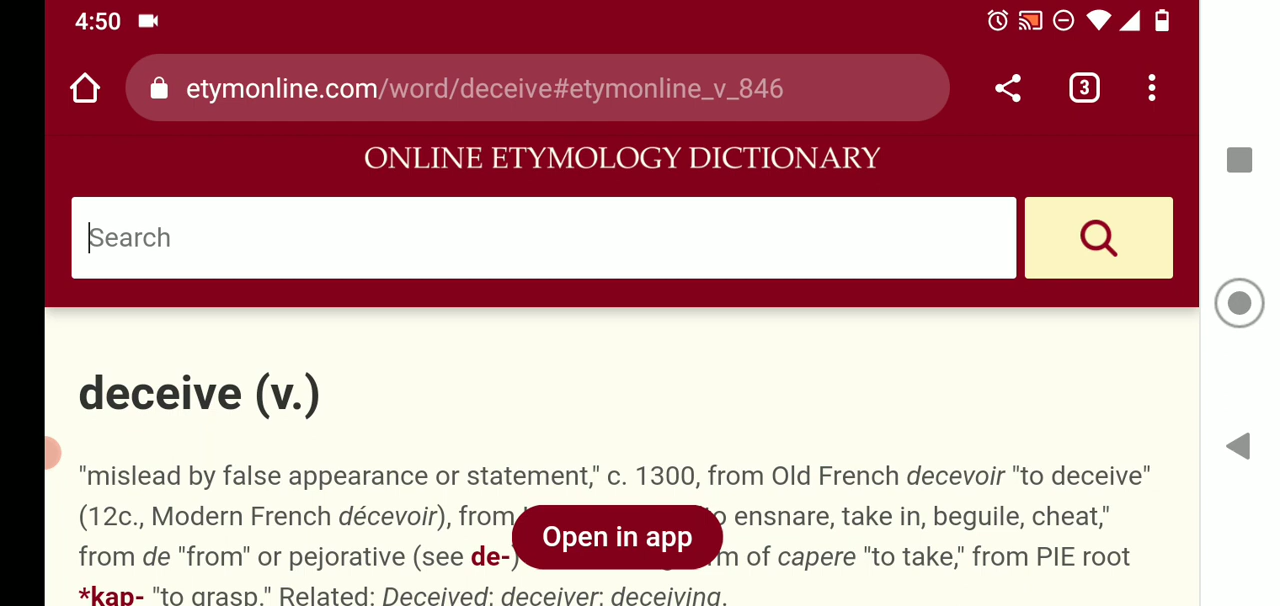 4:50
etymonline.com/word/deceive#etymonline_v_846
3
ONLINE ETYMOLOGY DICTIONARY
Search
deceive (v.)
"mislead by false appearance or statement," c. 1300, from Old French decevoir "to deceive"
(12c., Modern French décevoir), from ensnare, take in, beguile, cheat,"
Open in app
from de "from" or pejorative (see de-) of capere "to take," from PIE root
*kap- "to grasp." Related: Deceived; deceiver; deceiving.